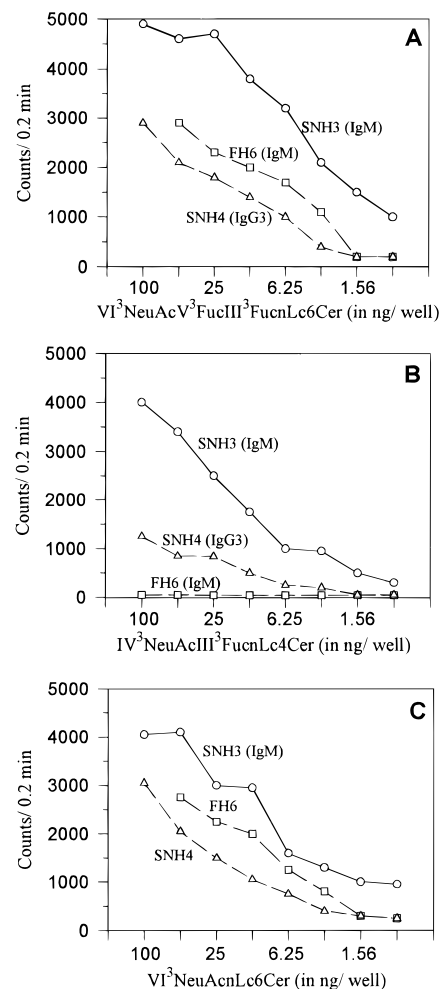 A
5000
4000
3000
2000
1000
0
Counts/ 0.2 min
SNH3 (IgM)
FH6 (IgM)
SNH4 (IgG3)
100 25 6.25 1.56
VI³NeuAcV³FucIII³FucnLc6Cer (in ng/ well)
B
5000
4000
3000
2000
1000
0
Counts/ 0.2 min
SNH3 (IgM)
SNH4 (IgG3)
FH6 (IgM)
100 25 6.25 1.56
IV³NeuAcIII³FucnLc4Cer (in ng/ well)
C
5000
4000
3000
2000
1000
0
Counts/ 0.2 min
SNH3 (IgM)
FH6
SNH4
100 25 6.25 1.56
VI³NeuAcnLc6Cer (in ng/ well)